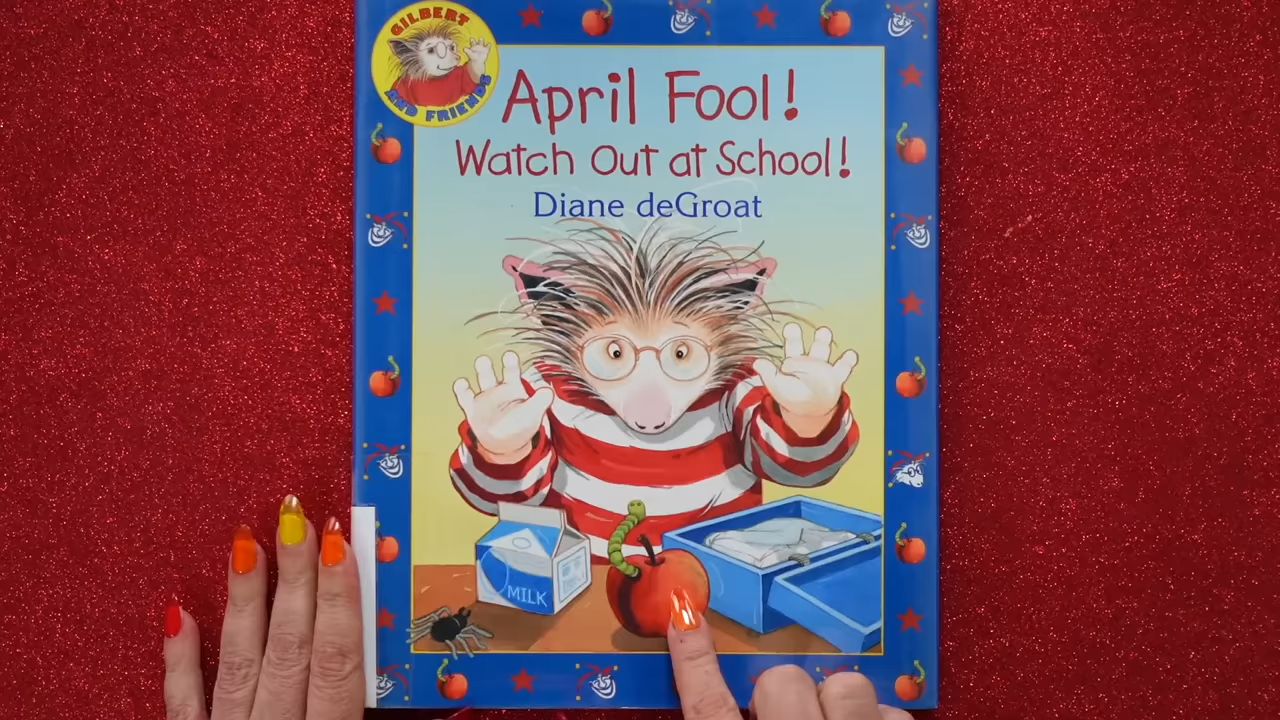 GILBERT
AND FRIENDS
April Fool!
Watch Out at School!
Diane deGroat
MILK